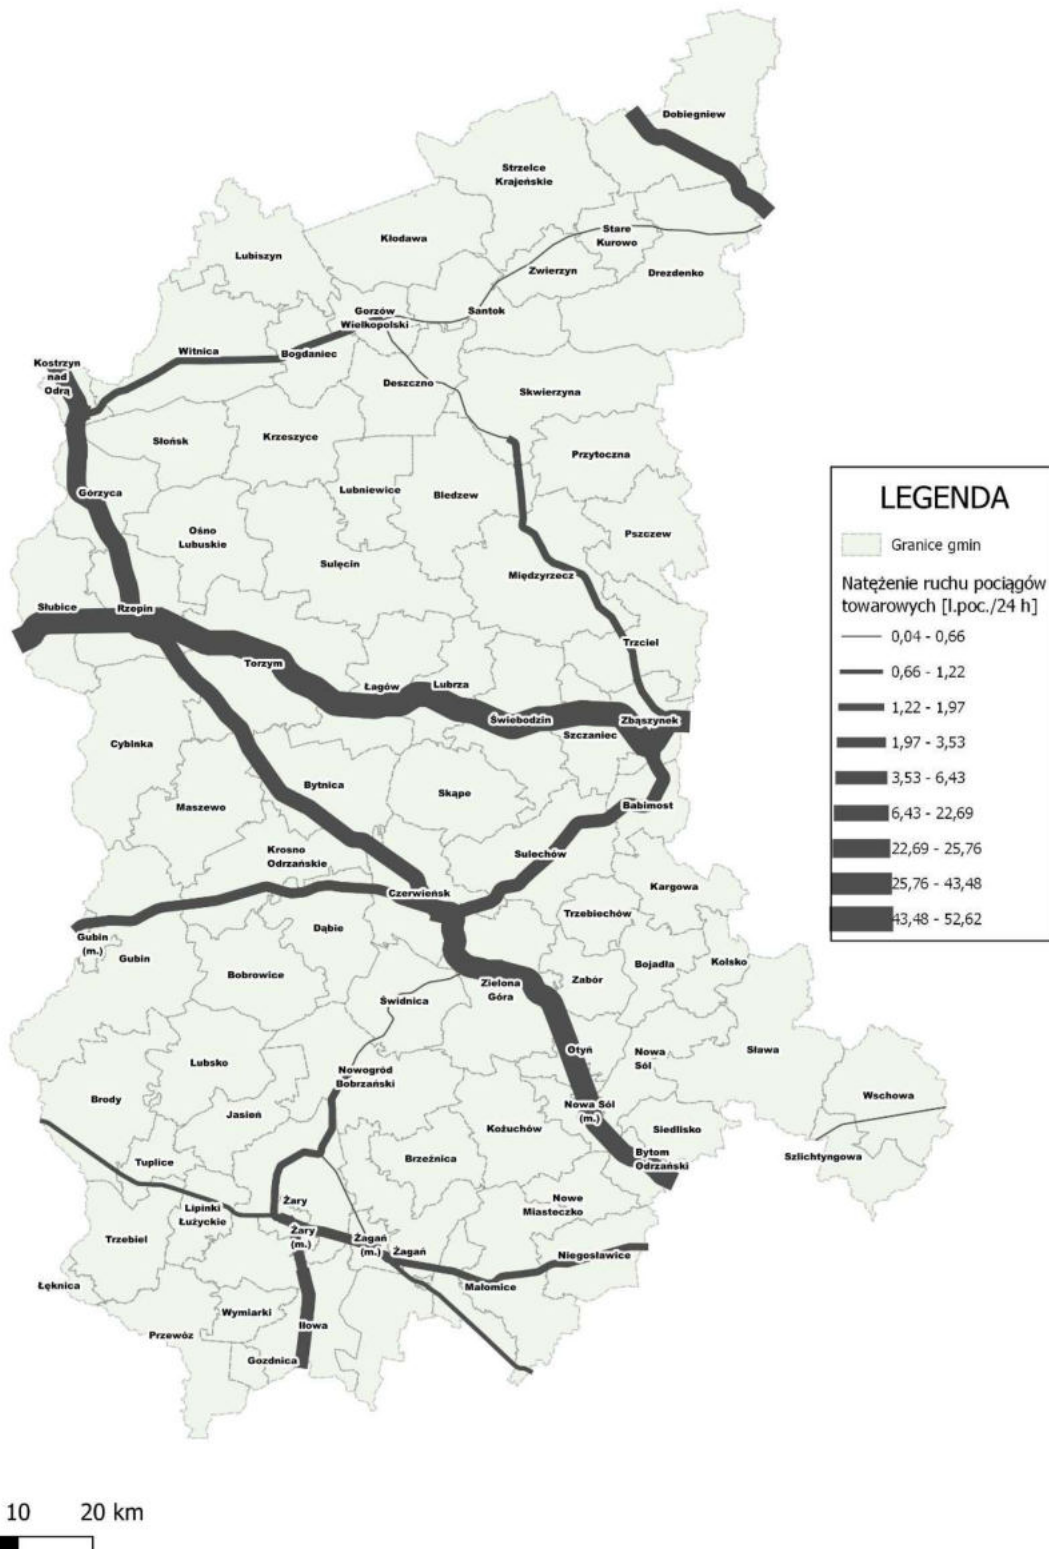 Dobiegniew
Strzelce
Krajeńskie
Stare
Kurowo
Kłodawa
Lubiszyn
Zwierzyn
Drezdenko
Gorzów
Wielkopolski
Santok
Witnica
Bogdaniec
Kostrzyn
nad
Odrą
Deszczno
Skwierzyna
Słońsk
Krzeszyce
Przytoczna
Lubniewice
Bledzew
Górzyca
Ośno
Lubuskie
Pszczew
Sulęcin
Międzyrzecz
Słubice
Rzepin
Trzciel
Torzym
Łagów
Lubrza
Świebodzin
Zbąszynek
Szczaniec
Cybinka
Bytnica
Skąpe
Maszewo
Babimost
Krosno
Odrzańskie
Sulechów
Kargowa
Czerwieńsk
Trzebiechów
Dąbie
Gubin
(m.)
Gubin
Bobrowice
Zielona
Góra
Zabór
Bojadła
Kolsko
Świdnica
Otyń
Nowa
Sól
Sława
Lubsko
Nowogród
Bobrzański
Brody
Jasień
Nowa Sól
(m.)
Wschowa
Kożuchów
Siedlisko
Tuplice
Brzeźnica
Bytom
Odrzański
Szlichtyngowa
Lipinki
Łużyckie
Żary
Nowe
Miasteczko
Trzebiel
Żary
(m.)
Żagań
(m.)
Żagań
Niegosławice
Łęknica
Małomice
Wymiarki
Przewóz
Iłowa
Gozdnica
LEGENDA
Granice gmin
Natężenie ruchu pociągów
towarowych [l.poc./24 h]
0,04 - 0,66
0,66 - 1,22
1,22 - 1,97
1,97 - 3,53
3,53 - 6,43
6,43 - 22,69
22,69 - 25,76
25,76 - 43,48
43,48 - 52,62
10 20 km